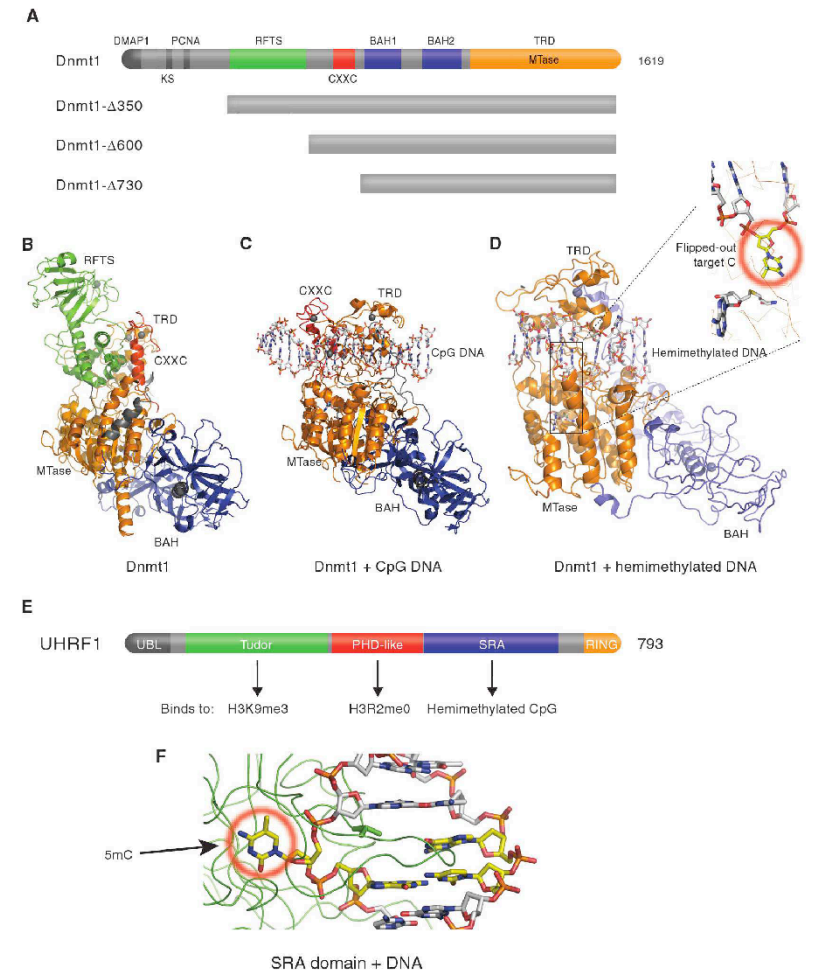 A
DMAP1 PCNA RFTS BAH1 BAH2 TRD
Dnmt1 MTase 1619
KS CXXC
Dnmt1-Δ350
Dnmt1-Δ600
Dnmt1-Δ730
B
RFTS
TRD
CXXC
MTase
BAH
Dnmt1
C
CXXC
TRD
CpG DNA
MTase
BAH
Dnmt1 + CpG DNA
D
TRD
Flipped-out
target C
Hemimethylated DNA
MTase
BAH
Dnmt1 + hemimethylated DNA
E
UHRF1 UBL Tudor PHD-like SRA RING 793
Binds to: H3K9me3 H3R2me0 Hemimethylated CpG
F
5mC
SRA domain + DNA